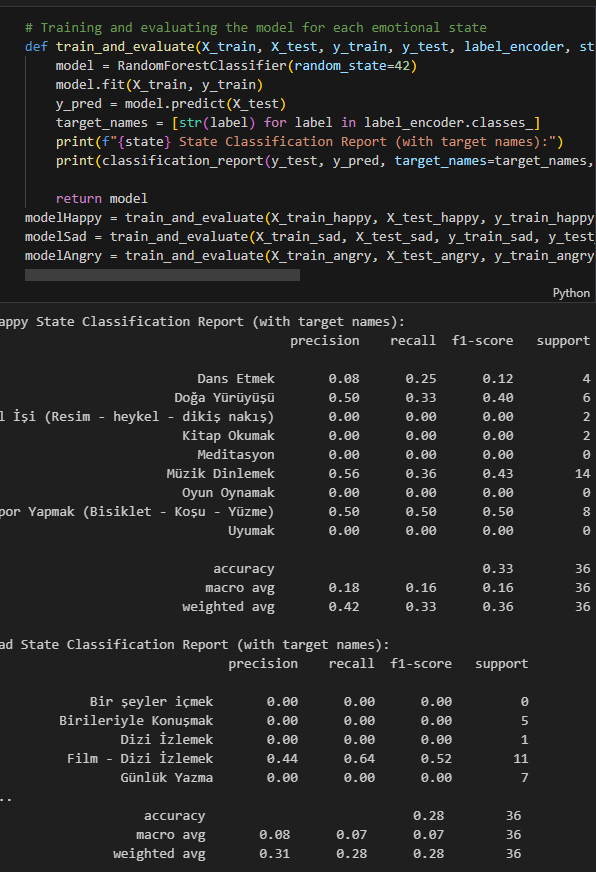 # Training and evaluating the model for each emotional state
def train_and_evaluate(X_train, X_test, y_train, y_test, label_encoder, st
model = RandomForestClassifier(random_state=42)
model.fit(X_train, y_train)
y_pred = model.predict(X_test)
target_names = [str(label) for label in label_encoder.classes_]
print(f"{state} State Classification Report (with target names):")
print(classification_report(y_test, y_pred, target_names=target_names,
return model
modelHappy = train_and_evaluate(X_train_happy, X_test_happy, y_train_happy
modelSad = train_and_evaluate(X_train_sad, X_test_sad, y_train_sad, y_test
modelAngry = train_and_evaluate(X_train_angry, X_test_angry, y_train_angry
Python
appy State Classification Report (with target names):
precision recall f1-score support
Dans Etmek 0.08 0.25 0.12 4
Doğa Yürüyüşü 0.50 0.33 0.40 6
l İşi (Resim - heykel - dikiş nakış) 0.00 0.00 0.00 2
Kitap Okumak 0.00 0.00 0.00 2
Meditasyon 0.00 0.00 0.00 0
Müzik Dinlemek 0.56 0.36 0.43 14
Oyun Oynamak 0.00 0.00 0.00 0
por Yapmak (Bisiklet - Koşu - Yüzme) 0.50 0.50 0.50 8
Uyumak 0.00 0.00 0.00 0
accuracy 0.33 36
macro avg 0.18 0.16 0.16 36
weighted avg 0.42 0.33 0.36 36
ad State Classification Report (with target names):
precision recall f1-score support
Bir şeyler içmek 0.00 0.00 0.00 0
Birileriyle Konuşmak 0.00 0.00 0.00 5
Dizi İzlemek 0.00 0.00 0.00 1
Film - Dizi İzlemek 0.44 0.64 0.52 11
Günlük Yazma 0.00 0.00 0.00 7
..
accuracy 0.28 36
macro avg 0.08 0.07 0.07 36
weighted avg 0.31 0.28 0.28 36